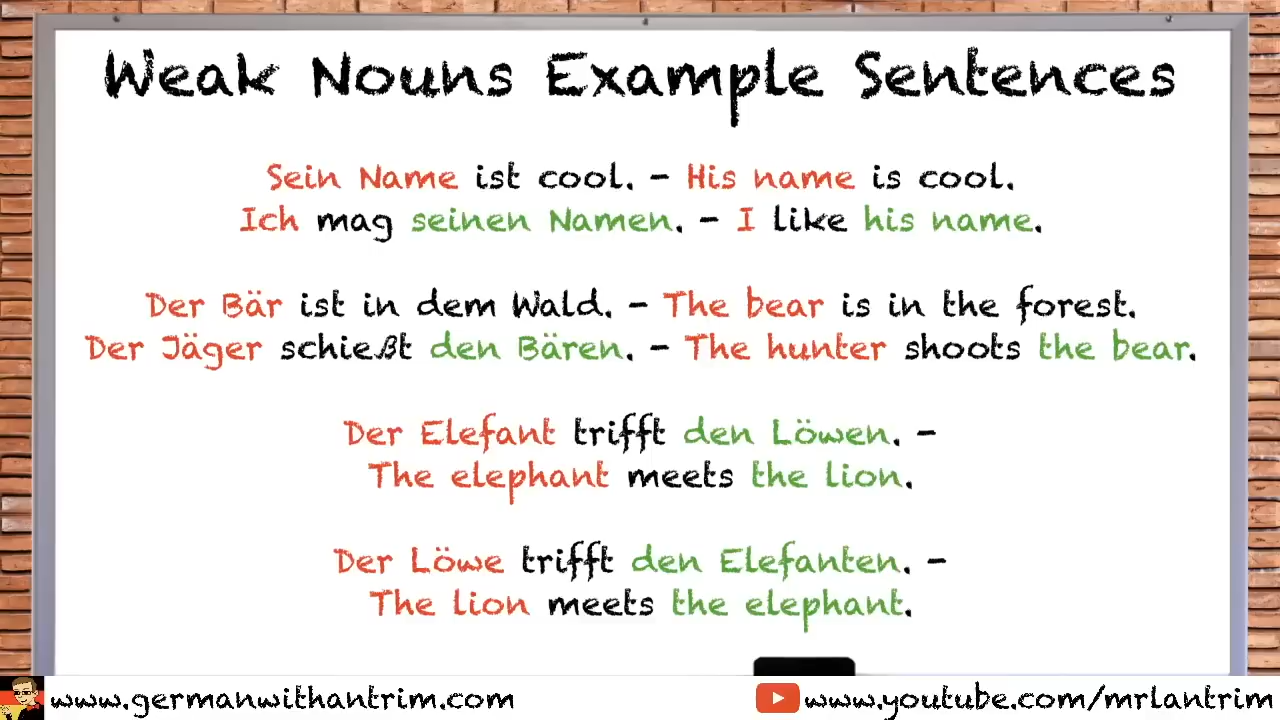 Weak Nouns Example Sentences
Sein Name ist cool. – His name is cool.
Ich mag seinen Namen. – I like his name.
Der Bär ist in dem Wald. – The bear is in the forest.
Der Jäger schießt den Bären. – The hunter shoots the bear.
Der Elefant trifft den Löwen. –
The elephant meets the lion.
Der Löwe trifft den Elefanten. –
The lion meets the elephant.
www.germanwithantrim.com
www.youtube.com/mrlantrim